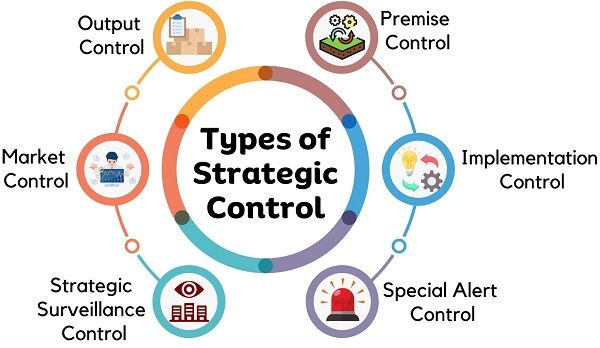 Output
Control
Premise
Control
Market
Control
Types of
Strategic
Control
Implementation
Control
Strategic
Surveillance
Control
Special Alert
Control